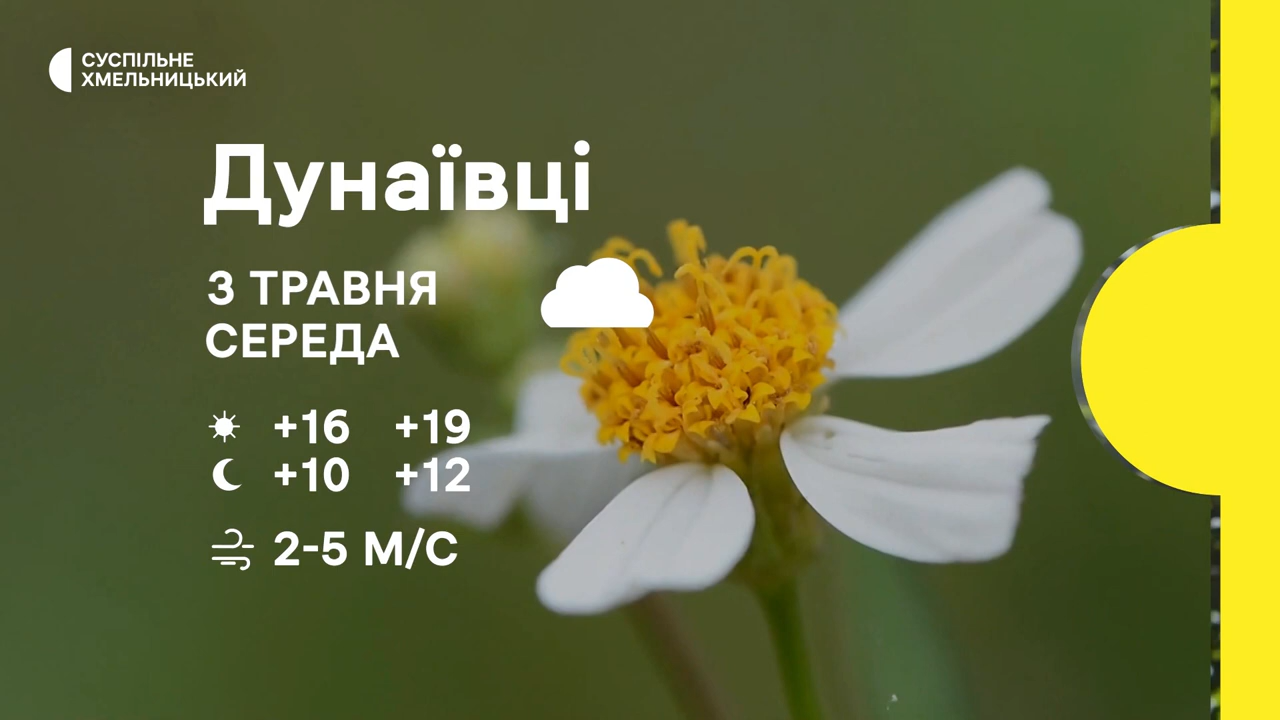 СУСПІЛЬНЕ
ХМЕЛЬНИЦЬКИЙ
Дунаївці
3 ТРАВНЯ
СЕРЕДА
+16 +19
+10 +12
2-5 М/С